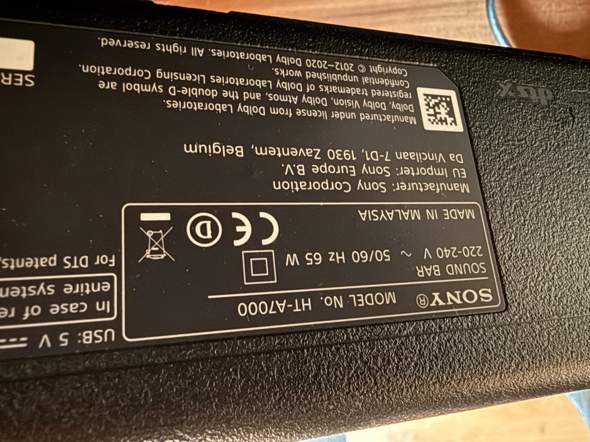 USB: 5 V
In case of re
entire system
For DTS patents,
SONY® MODEL No. HT-A7000
SOUND BAR
220-240 V ~ 50/60 Hz 65 W
MADE IN MALAYSIA
CE D
Manufacturer: Sony Corporation
EU Importer: Sony Europe B.V.
Da Vincilaan 7-D1, 1930 Zaventem, Belgium
Manufactured under license from Dolby Laboratories.
Dolby, Dolby Vision, Dolby Atmos, and the double-D symbol are
registered trademarks of Dolby Laboratories Licensing Corporation.
Confidential unpublished works.
Copyright © 2012–2020 Dolby Laboratories. All rights reserved.
SER
dts X